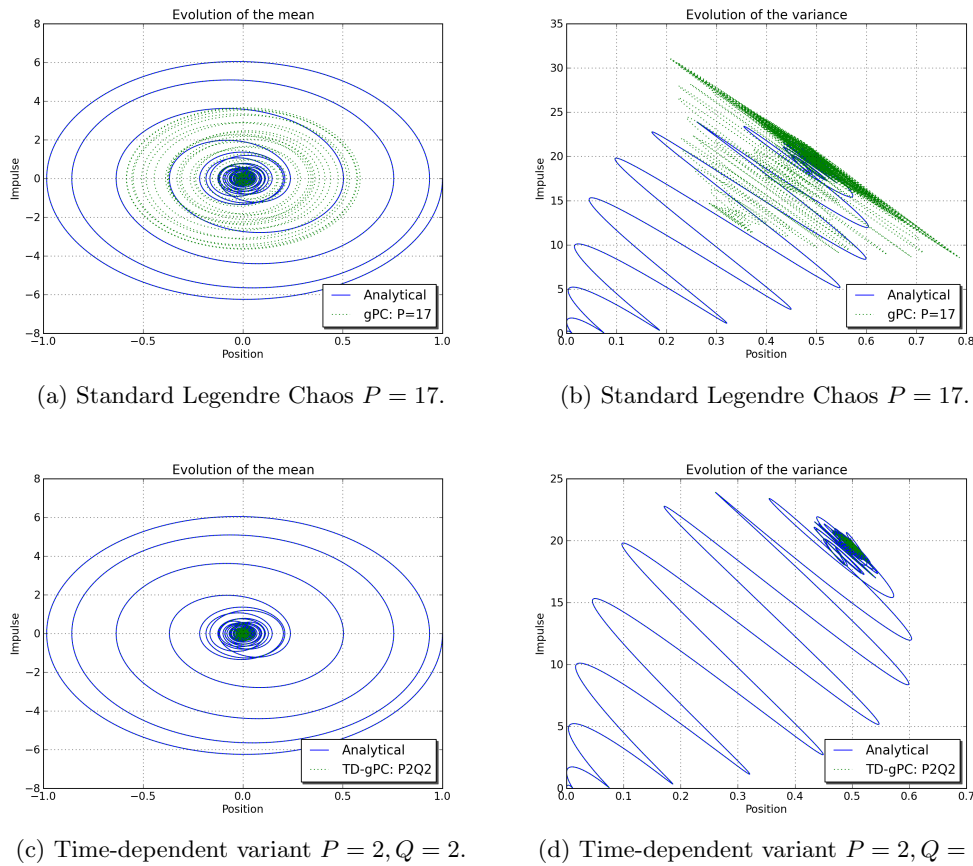 Evolution of the mean
8
6
4
2
0
−2
−4
−6
−8
Impulse
−1.0 −0.5 0.0 0.5 1.0
Position
Analytical
gPC: P=17
Evolution of the variance
35
30
25
20
15
10
5
0
Impulse
0.0 0.1 0.2 0.3 0.4 0.5 0.6 0.7 0.8
Position
Analytical
gPC: P=17
(a) Standard Legendre Chaos P = 17.
(b) Standard Legendre Chaos P = 17.
Evolution of the mean
8
6
4
2
0
−2
−4
−6
−8
Impulse
−1.0 −0.5 0.0 0.5 1.0
Position
Analytical
TD-gPC: P2Q2
Evolution of the variance
25
20
15
10
5
0
Impulse
0.0 0.1 0.2 0.3 0.4 0.5 0.6 0.7
Position
Analytical
TD-gPC: P2Q2
(c) Time-dependent variant P = 2, Q = 2.
(d) Time-dependent variant P = 2, Q =